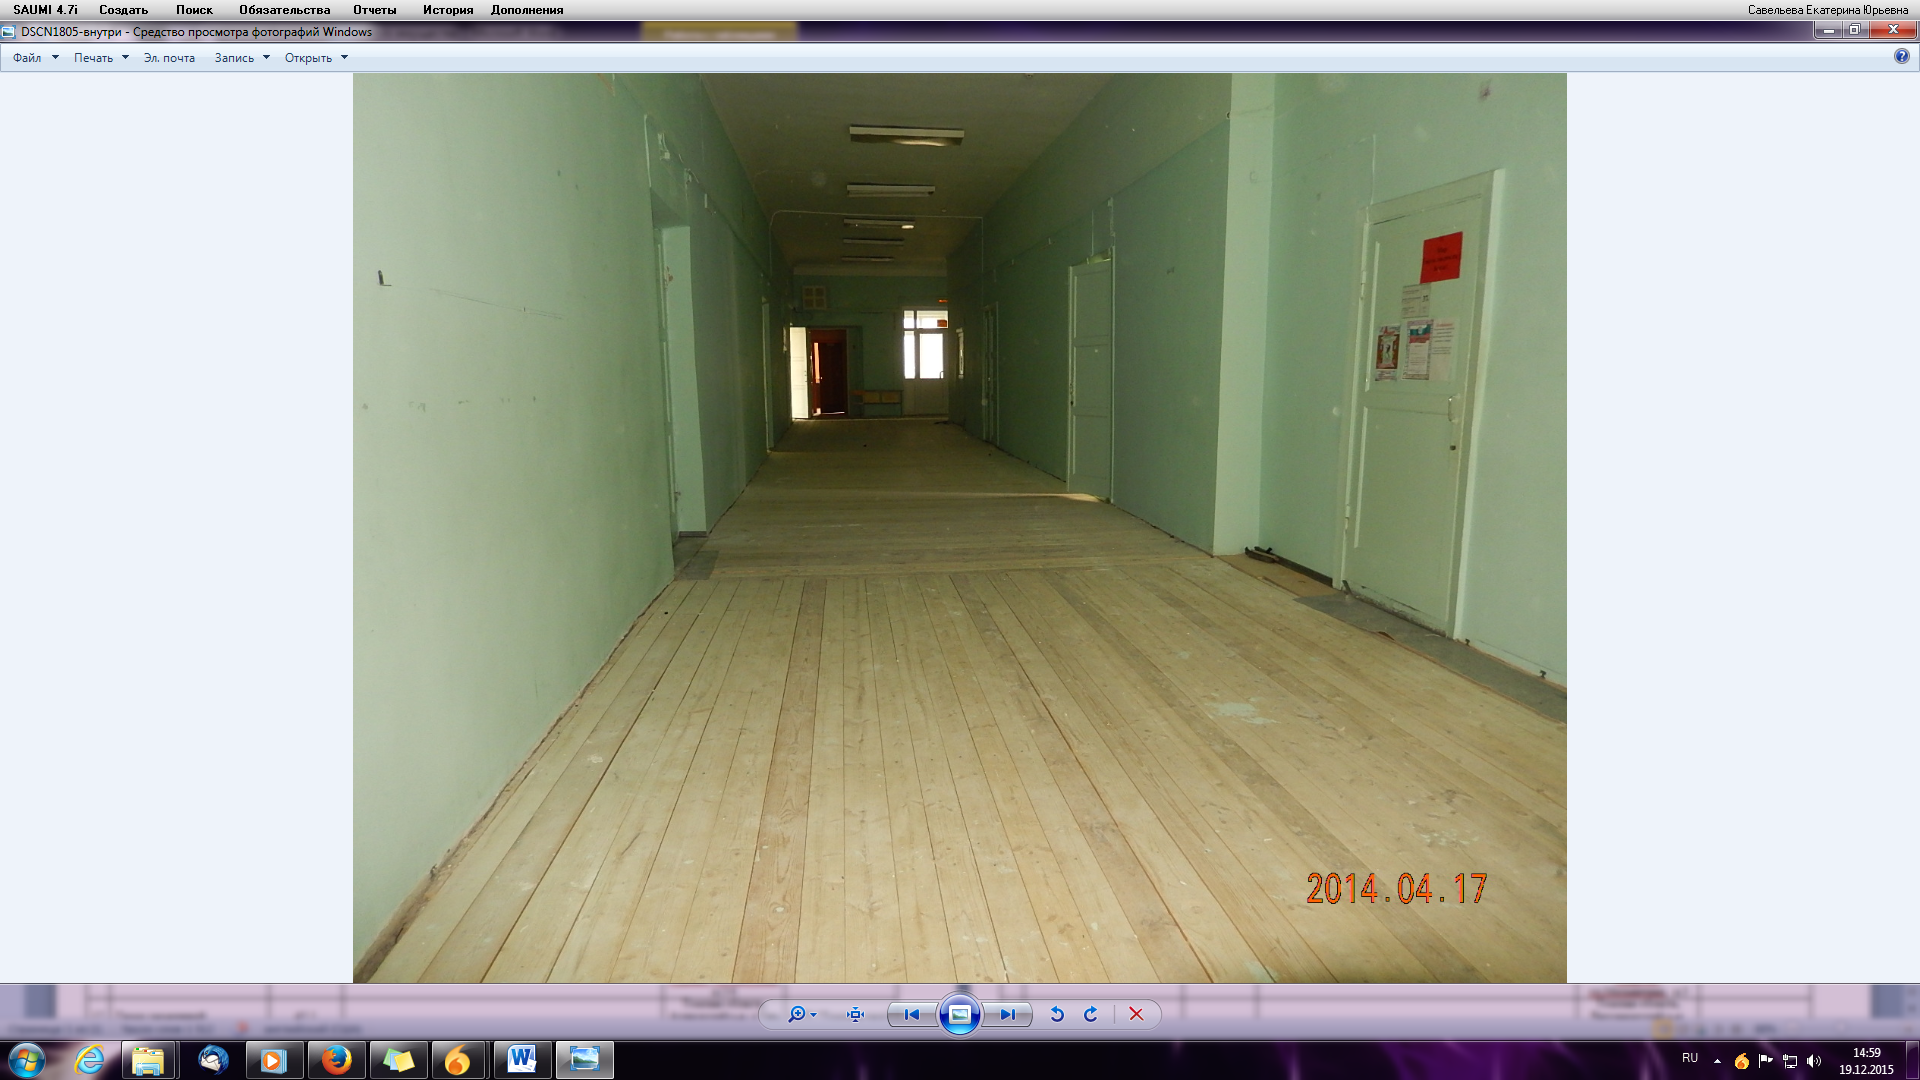 SAUMI 4.7i Создать Поиск Обязательства Отчеты История Дополнения Савельева Екатерина Юрьевна
DSCN1805-внутри - Средство просмотра фотографий Windows
Файл Печать Эл. почта Запись Открыть
2014.04.17
RU 14:59
19.12.2015